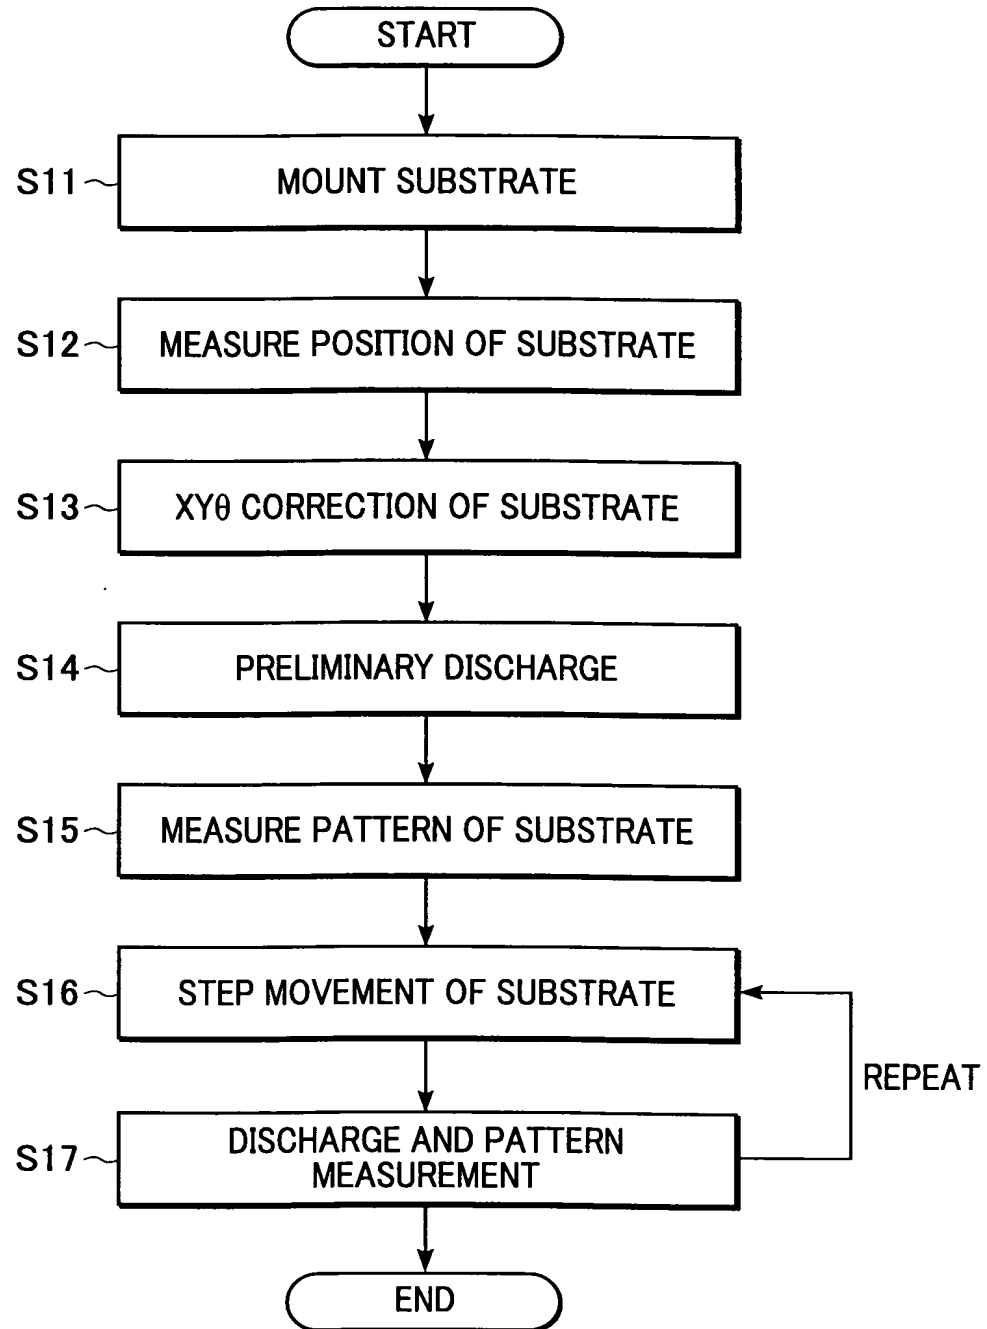 START
S11 MOUNT SUBSTRATE
S12 MEASURE POSITION OF SUBSTRATE
S13 XYθ CORRECTION OF SUBSTRATE
S14 PRELIMINARY DISCHARGE
S15 MEASURE PATTERN OF SUBSTRATE
S16 STEP MOVEMENT OF SUBSTRATE
REPEAT
S17 DISCHARGE AND PATTERN
MEASUREMENT
END